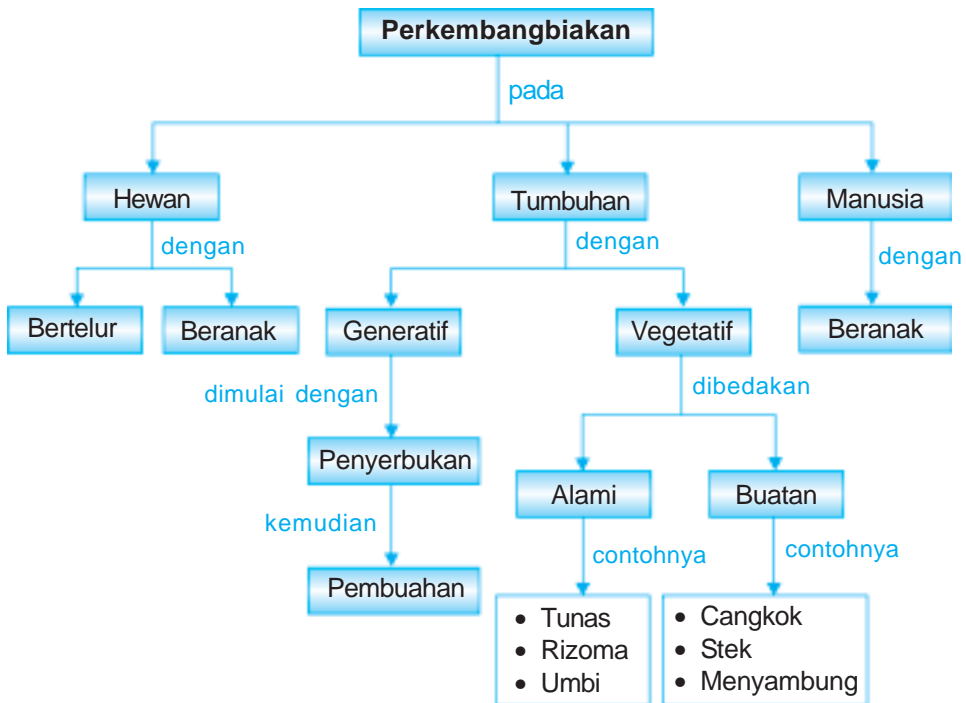 Perkembangbiakan
pada
Hewan
Tumbuhan
Manusia
dengan
dengan
dengan
Bertelur
Beranak
Generatif
Vegetatif
Beranak
dimulai dengan
dibedakan
Penyerbukan
Alami
Buatan
kemudian
contohnya
contohnya
Pembuahan
• Tunas
• Rizoma
• Umbi
• Cangkok
• Stek
• Menyambung